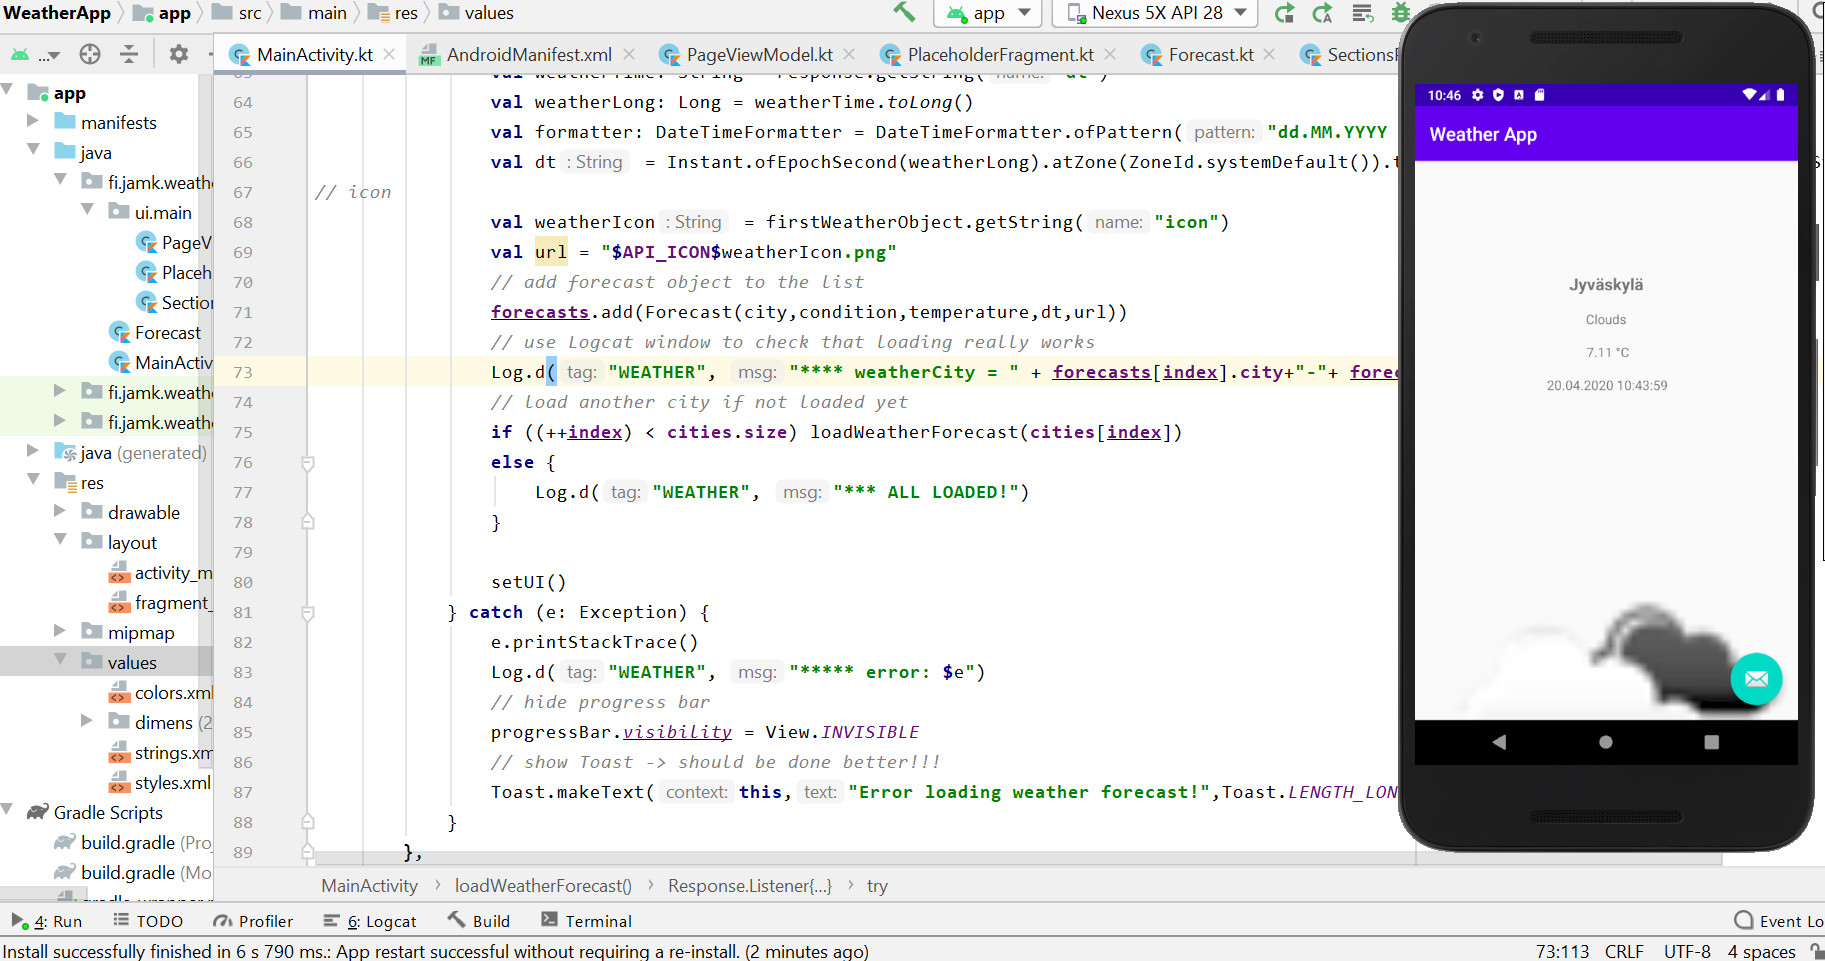 WeatherApp app src main res values
app Nexus 5X API 28
... MainActivity.kt AndroidManifest.xml PageViewModel.kt PlaceholderFragment.kt Forecast.kt SectionsP
app
manifests
java
fi.jamk.weathe
ui.main
PageV
Placeh
Section
Forecast
MainActiv
fi.jamk.weathe
fi.jamk.weathe
java (generated)
res
drawable
layout
activity_m
fragment_
mipmap
values
colors.xml
dimens (2
strings.xm
styles.xml
Gradle Scripts
build.gradle (Pro
build.gradle (Mo
64 val weatherLong: Long = weatherTime.toLong()
65 val formatter: DateTimeFormatter = DateTimeFormatter.ofPattern( pattern: "dd.MM.YYYY
66 val dt : String = Instant.ofEpochSecond(weatherLong).atZone(ZoneId.systemDefault()).t
67 // icon
68 val weatherIcon : String = firstWeatherObject.getString( name: "icon")
69 val url = "$API_ICON$weatherIcon.png"
70 // add forecast object to the list
71 forecasts.add(Forecast(city,condition,temperature,dt,url))
72 // use Logcat window to check that loading really works
73 Log.d( tag: "WEATHER", msg: "**** weatherCity = " + forecasts[index].city+"-"+ forec
74 // load another city if not loaded yet
75 if ((++index) < cities.size) loadWeatherForecast(cities[index])
76 else {
77 Log.d( tag: "WEATHER", msg: "*** ALL LOADED!")
78 }
79
80 setUI()
81 } catch (e: Exception) {
82 e.printStackTrace()
83 Log.d( tag: "WEATHER", msg: "***** error: $e")
84 // hide progress bar
85 progressBar.visibility = View.INVISIBLE
86 // show Toast -> should be done better!!!
87 Toast.makeText( context: this, text: "Error loading weather forecast!",Toast.LENGTH_LON
88 }
89 },
10:46
Weather App
Jyväskylä
Clouds
7.11 °C
20.04.2020 10:43:59
MainActivity loadWeatherForecast() Response.Listener{...} try
4: Run TODO Profiler 6: Logcat Build Terminal Event Lo
Install successfully finished in 6 s 790 ms.: App restart successful without requiring a re-install. (2 minutes ago) 73:113 CRLF UTF-8 4 spaces